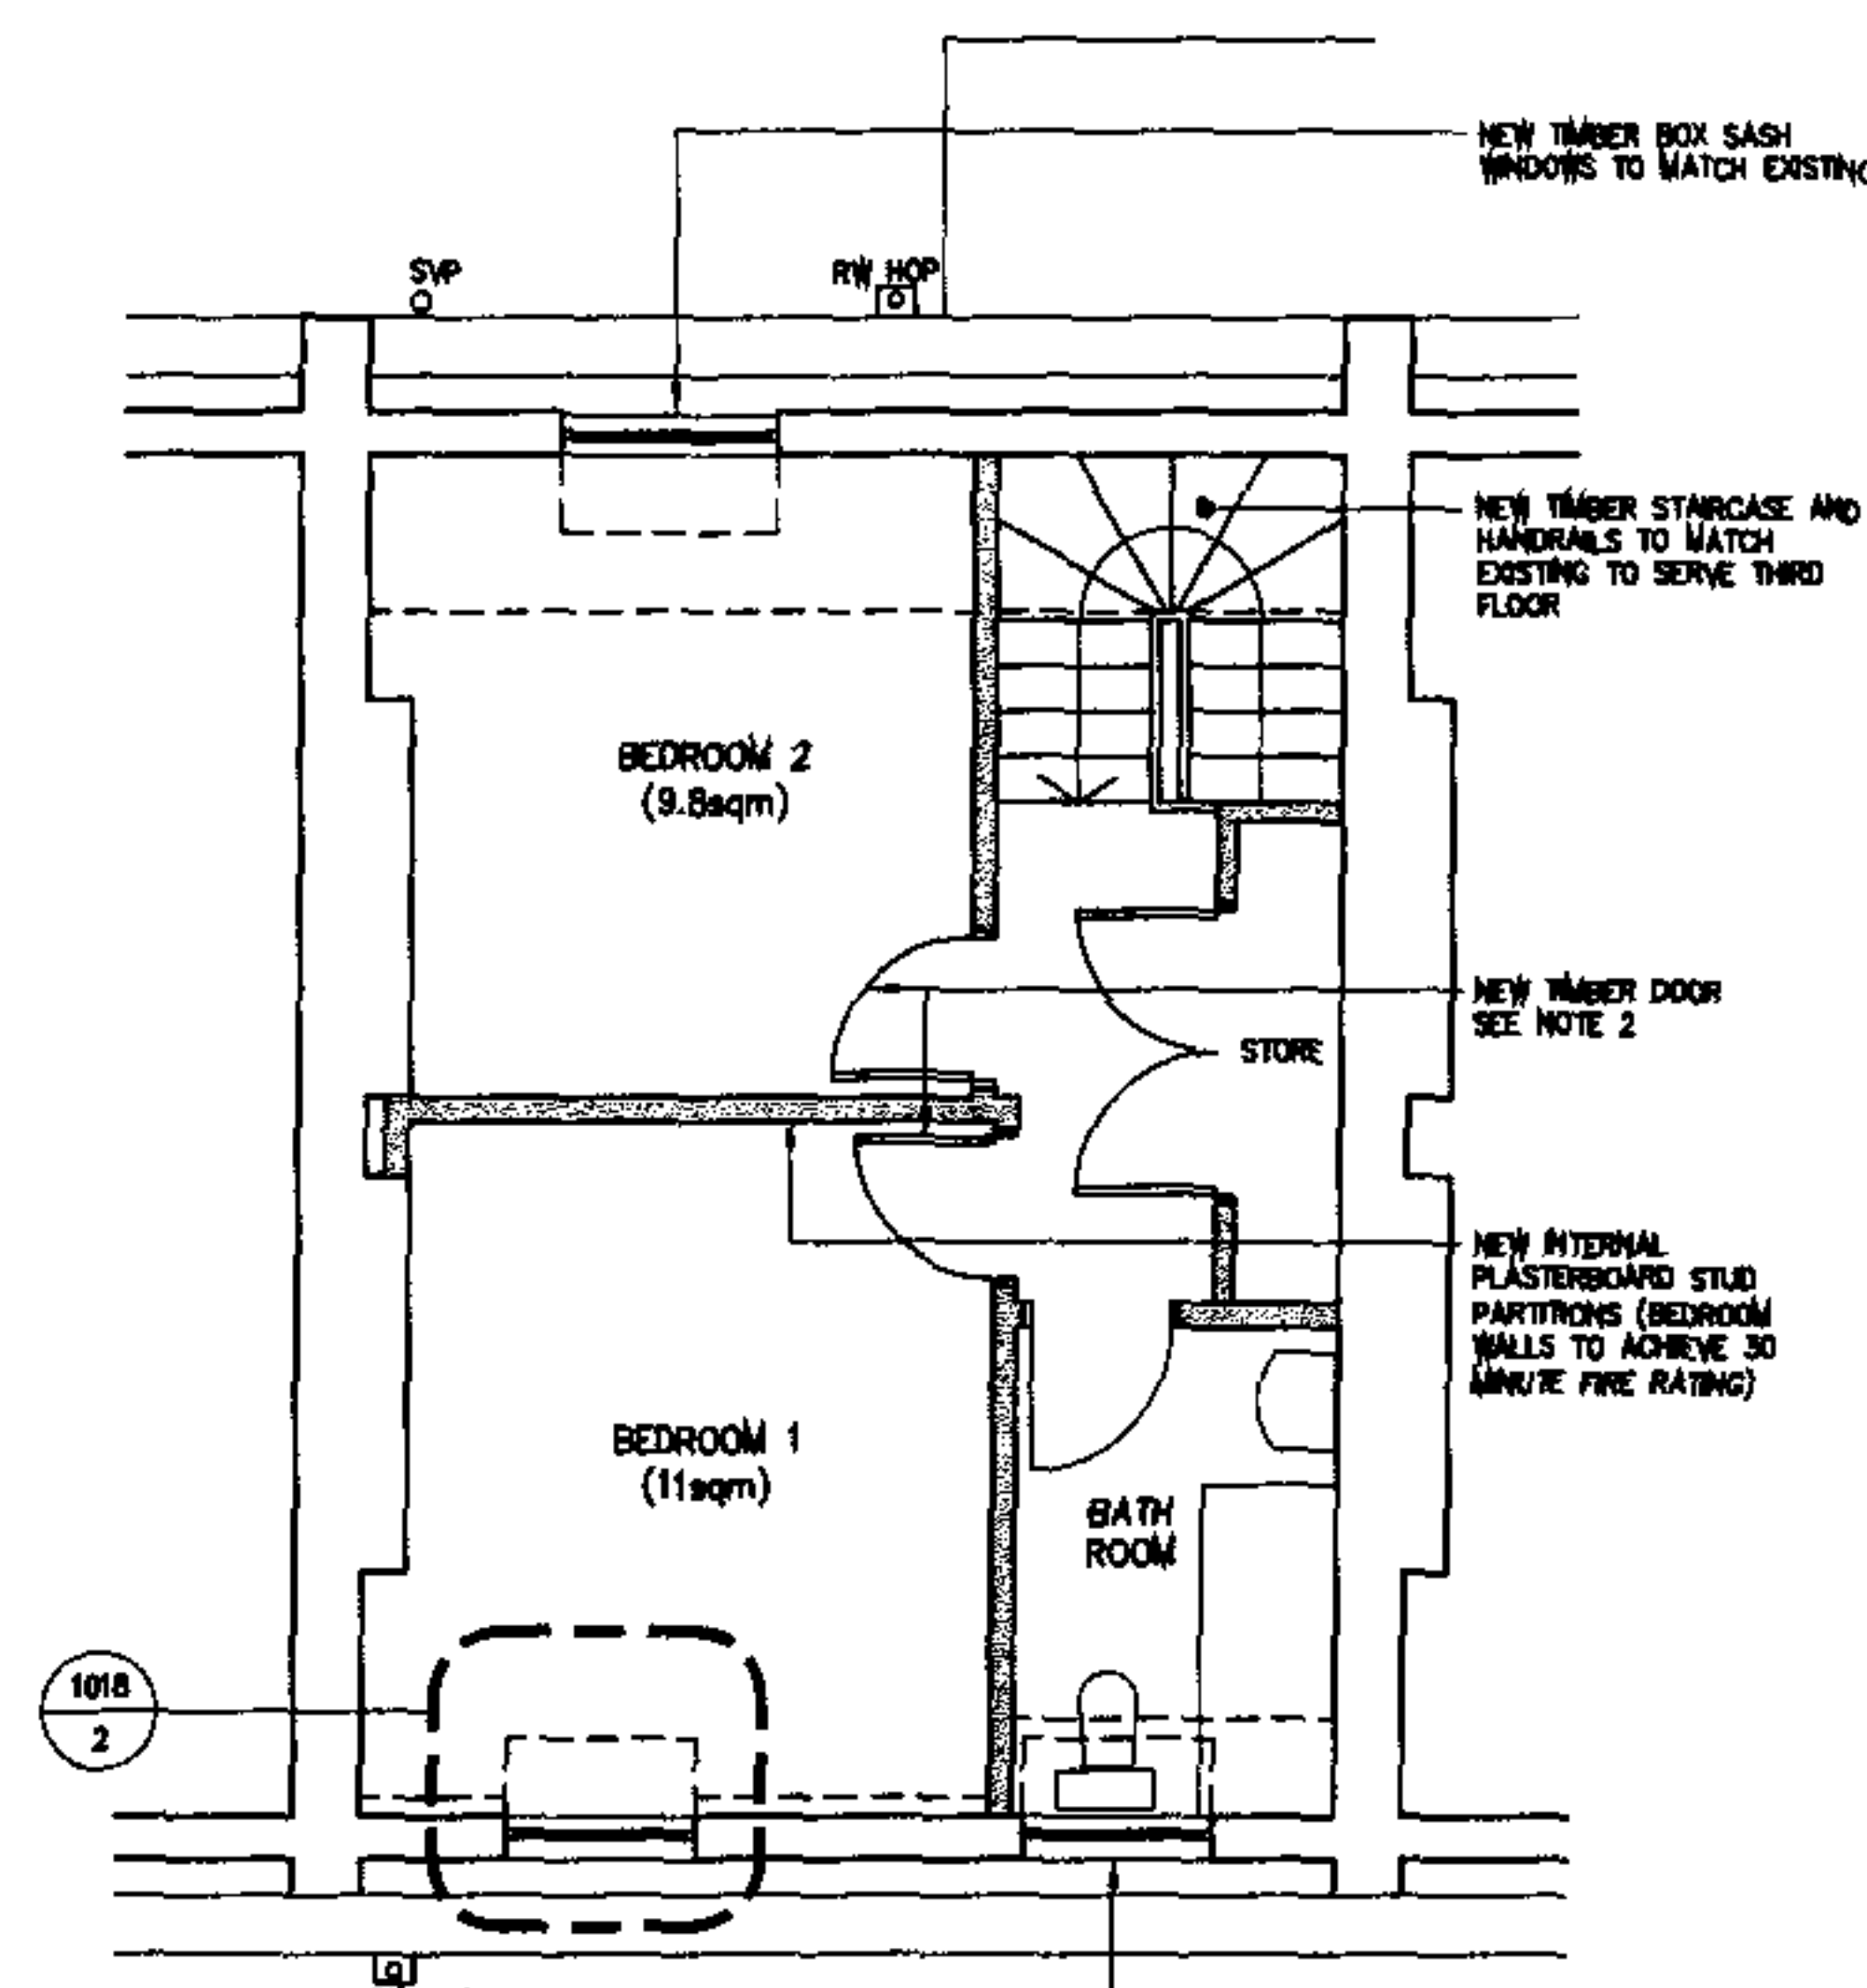 NEW TIMBER BOX SASH
WINDOWS TO MATCH EXISTING
SVP
RW HOP
NEW TIMBER STAIRCASE AND
HANDRAILS TO MATCH
EXISTING TO SERVE THIRD
FLOOR
BEDROOM 2
(9.8sqm)
NEW TIMBER DOOR
SEE NOTE 2
STORE
NEW INTERNAL
PLASTERBOARD STUD
PARTITIONS (BEDROOM
WALLS TO ACHIEVE 30
MINUTE FIRE RATING)
BEDROOM 1
(11sqm)
BATH
ROOM
1018
2